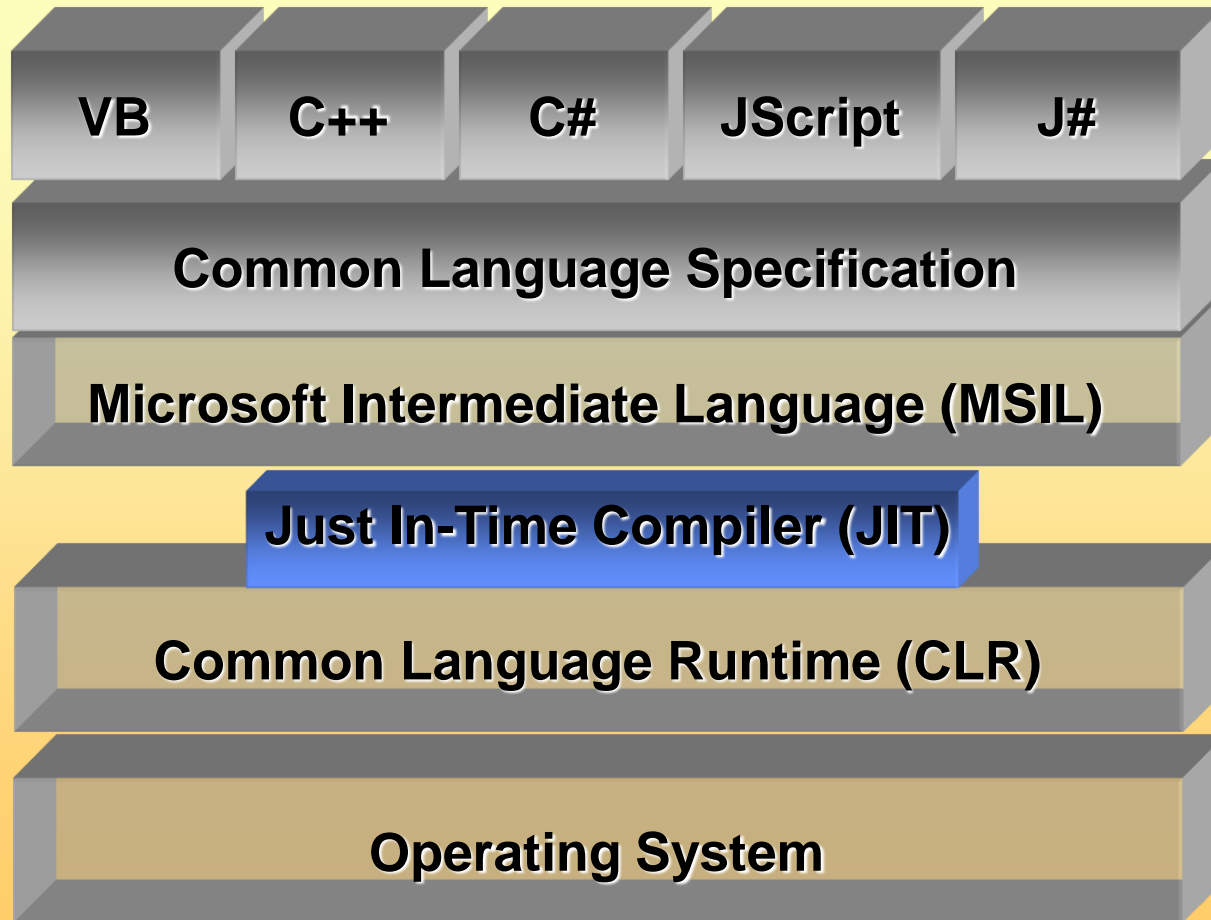 VB C++ C# JScript J#
Common Language Specification
Microsoft Intermediate Language (MSIL)
Just In-Time Compiler (JIT)
Common Language Runtime (CLR)
Operating System